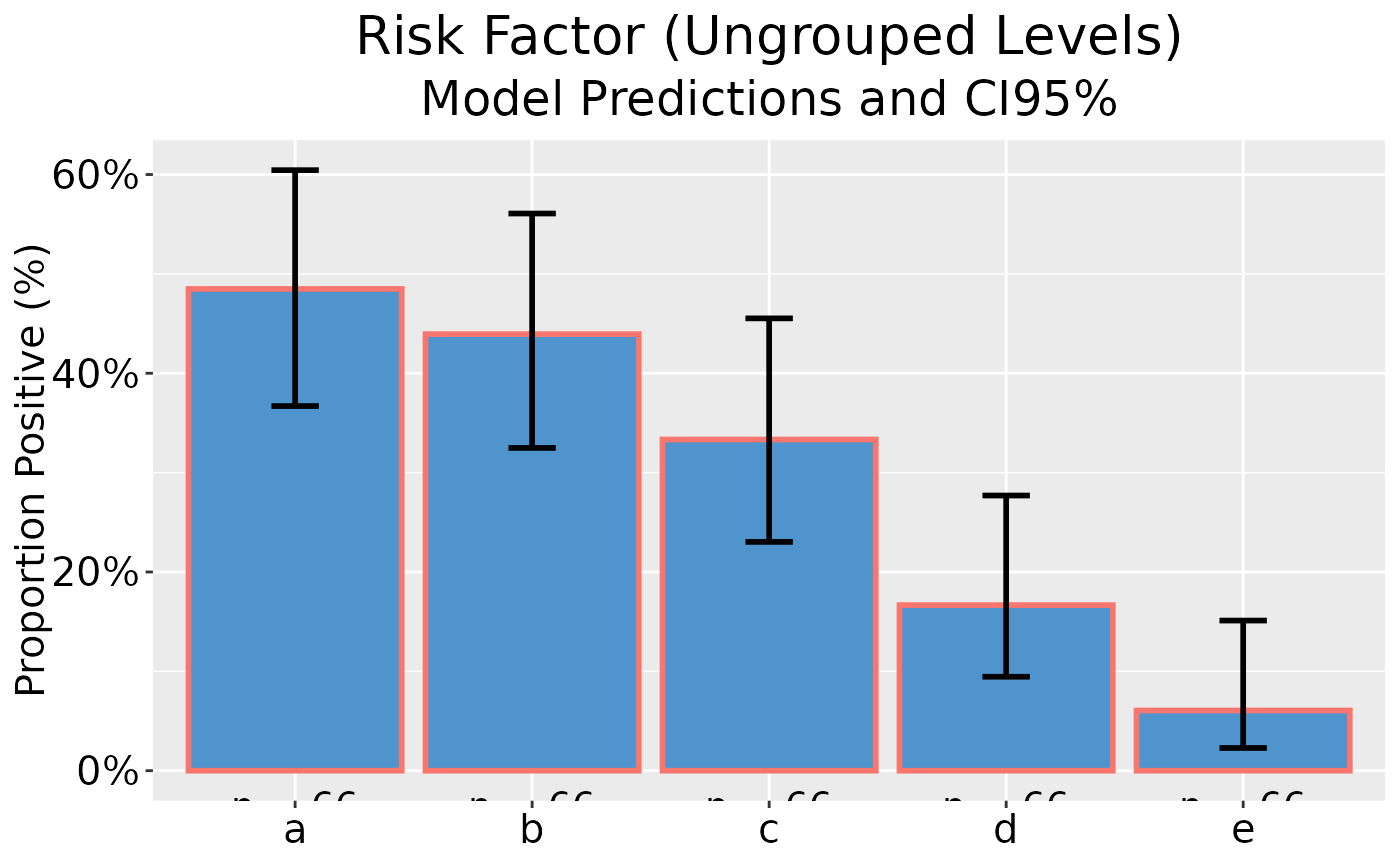 Risk Factor (Ungrouped Levels)
Model Predictions and CI95%
Proportion Positive (%)
60%
40%
20%
0%
a b c d e